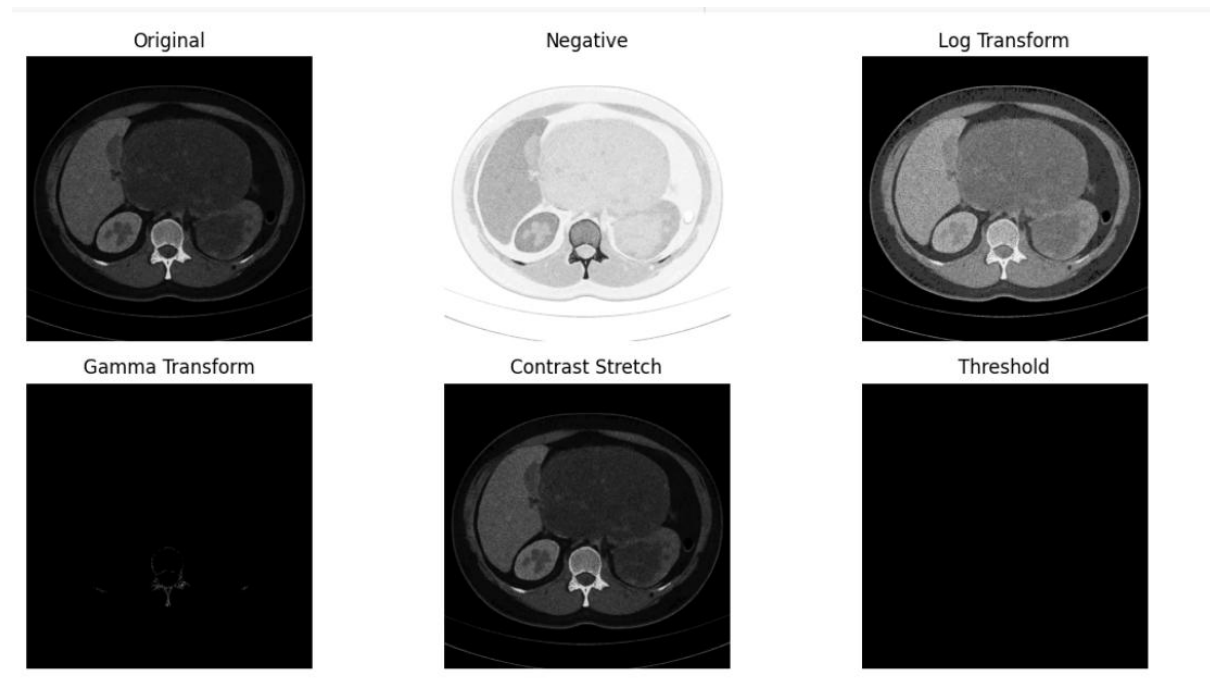 Original
Negative
Log Transform
Gamma Transform
Contrast Stretch
Threshold